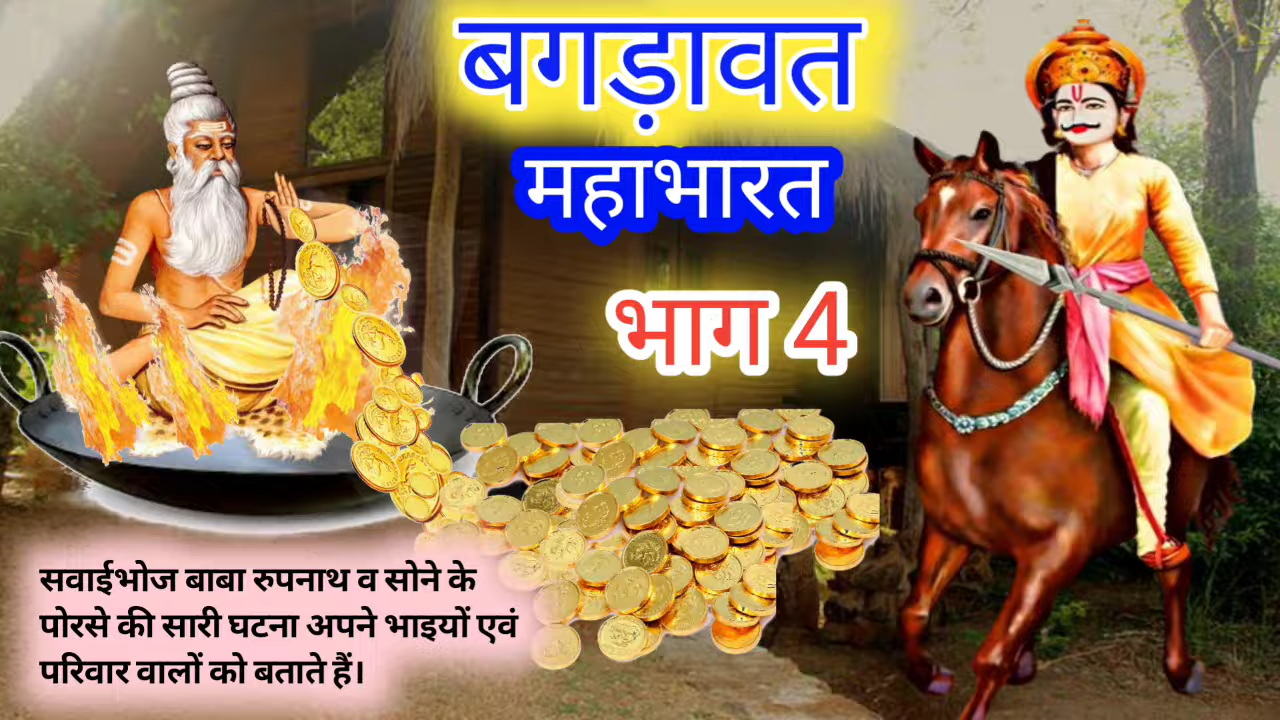 बगड़ावत
महाभारत
भाग 4
सवाईभोज बाबा रुपनाथ व सोने के
पोरसे की सारी घटना अपने भाइयों एवं
परिवार वालों को बताते हैं।